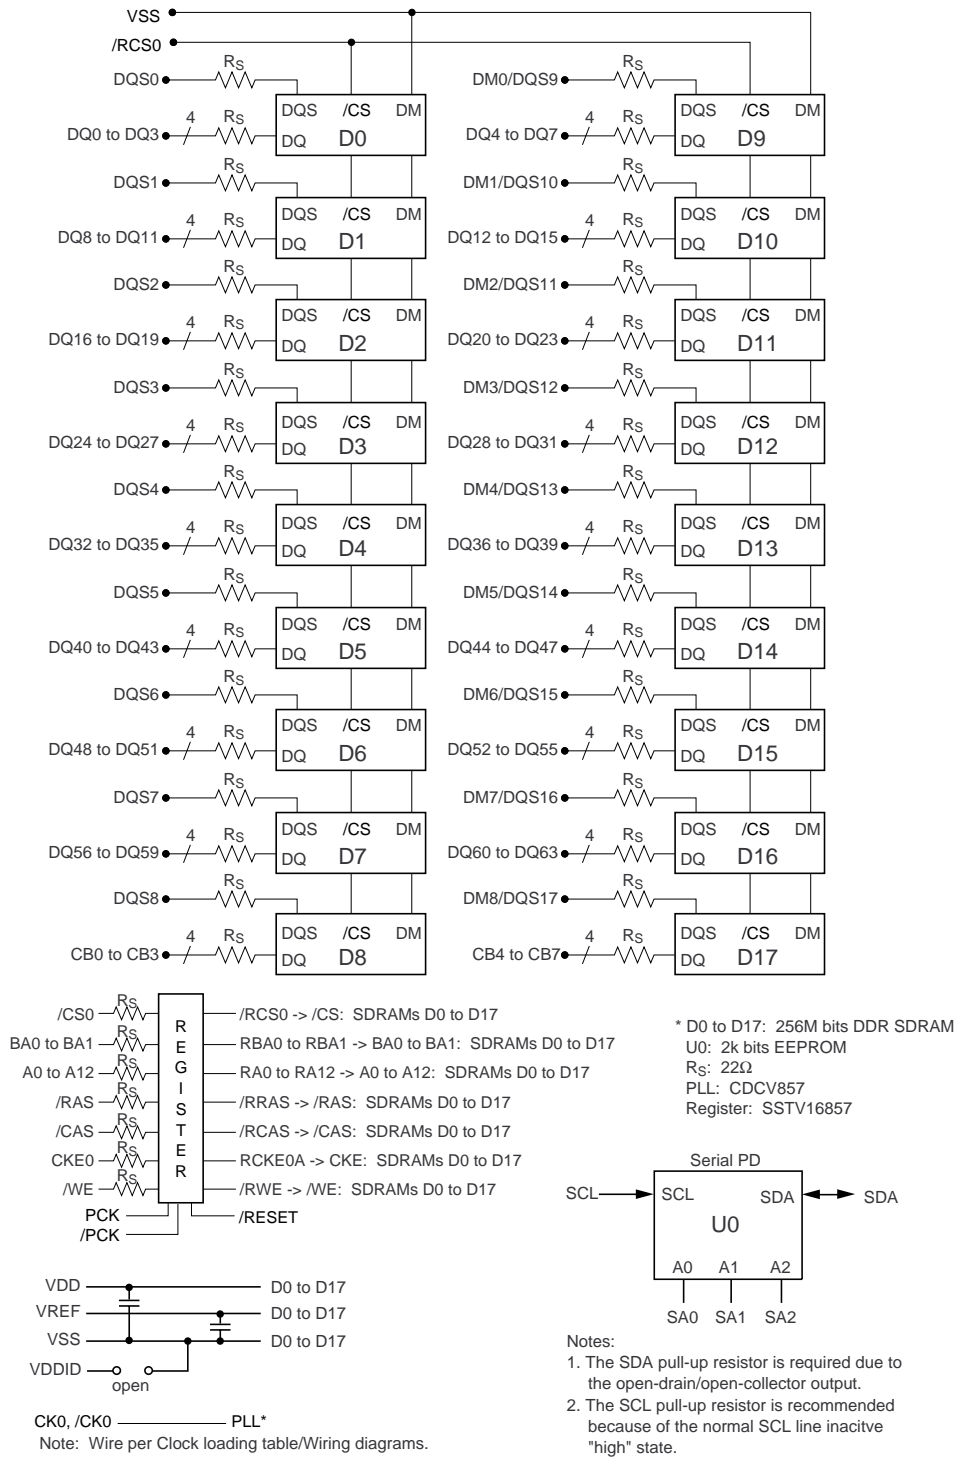 VSS
/RCS0
RS RS
DQS0 DM0/DQS9
DQS /CS DM DQS /CS DM
4 RS 4 RS
DQ0 to DQ3 DQ D0 DQ4 to DQ7 DQ D9
RS RS
DQS1 DM1/DQS10
DQS /CS DM DQS /CS DM
4 RS 4 RS
DQ8 to DQ11 DQ D1 DQ12 to DQ15 DQ D10
RS RS
DQS2 DM2/DQS11
DQS /CS DM DQS /CS DM
4 RS 4 RS
DQ16 to DQ19 DQ D2 DQ20 to DQ23 DQ D11
RS RS
DQS3 DM3/DQS12
DQS /CS DM DQS /CS DM
4 RS 4 RS
DQ24 to DQ27 DQ D3 DQ28 to DQ31 DQ D12
RS RS
DQS4 DM4/DQS13
DQS /CS DM DQS /CS DM
4 RS 4 RS
DQ32 to DQ35 DQ D4 DQ36 to DQ39 DQ D13
RS RS
DQS5 DM5/DQS14
DQS /CS DM DQS /CS DM
4 RS 4 RS
DQ40 to DQ43 DQ D5 DQ44 to DQ47 DQ D14
RS RS
DQS6 DM6/DQS15
DQS /CS DM DQS /CS DM
4 RS 4 RS
DQ48 to DQ51 DQ D6 DQ52 to DQ55 DQ D15
RS RS
DQS7 DM7/DQS16
DQS /CS DM DQS /CS DM
4 RS 4 RS
DQ56 to DQ59 DQ D7 DQ60 to DQ63 DQ D16
RS RS
DQS8 DM8/DQS17
DQS /CS DM DQS /CS DM
4 RS 4 RS
CB0 to CB3 DQ D8 CB4 to CB7 DQ D17
REGISTER
/CS0 RS /RCS0 -> /CS: SDRAMs D0 to D17
BA0 to BA1 RS RBA0 to RBA1 -> BA0 to BA1: SDRAMs D0 to D17
A0 to A12 RS RA0 to RA12 -> A0 to A12: SDRAMs D0 to D17
/RAS RS /RRAS -> /RAS: SDRAMs D0 to D17
/CAS RS /RCAS -> /CAS: SDRAMs D0 to D17
CKE0 RS RCKE0A -> CKE: SDRAMs D0 to D17
/WE RS /RWE -> /WE: SDRAMs D0 to D17
PCK /RESET
/PCK
* D0 to D17: 256M bits DDR SDRAM
U0: 2k bits EEPROM
RS: 22Ω
PLL: CDCV857
Register: SSTV16857
Serial PD
SCL SCL SDA SDA
U0
A0 A1 A2
SA0 SA1 SA2
VDD D0 to D17
VREF D0 to D17
VSS D0 to D17
VDDID
open
CK0, /CK0 PLL*
Note: Wire per Clock loading table/Wiring diagrams.
Notes:
1. The SDA pull-up resistor is required due to
the open-drain/open-collector output.
2. The SCL pull-up resistor is recommended
because of the normal SCL line inacitve
"high" state.